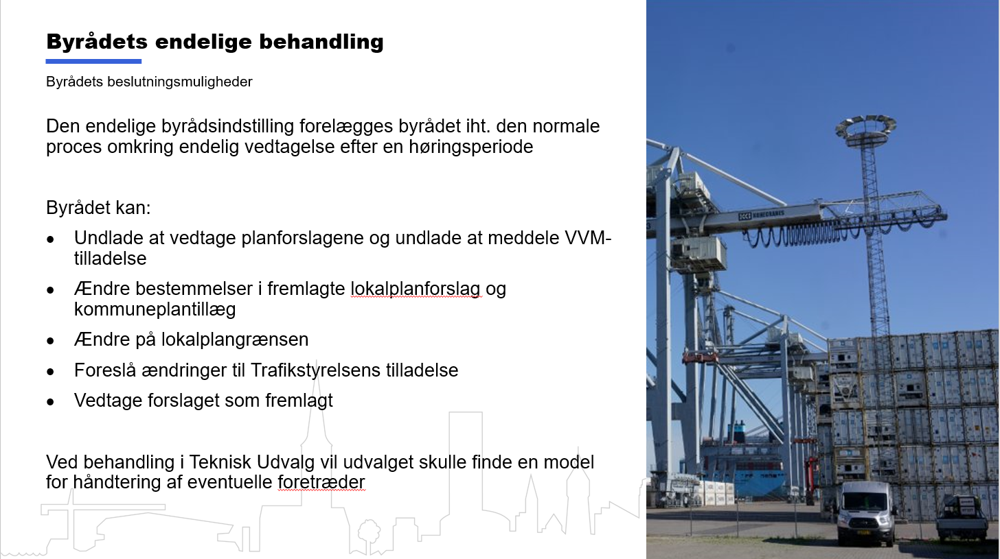 Byrådets endelige behandling
Byrådets beslutningsmuligheder
Den endelige byrådsindstilling forelægges byrådet iht. den normale
proces omkring endelig vedtagelse efter en høringsperiode
Byrådet kan:
• Undlade at vedtage planforslagene og undlade at meddele VVM-
tilladelse
• Ændre bestemmelser i fremlagte lokalplanforslag og
kommuneplantillæg
• Ændre på lokalplangrænsen
• Foreslå ændringer til Trafikstyrelsens tilladelse
• Vedtage forslaget som fremlagt
Ved behandling i Teknisk Udvalg vil udvalget skulle finde en model
for håndtering af eventuelle foretræder
KONECRANES